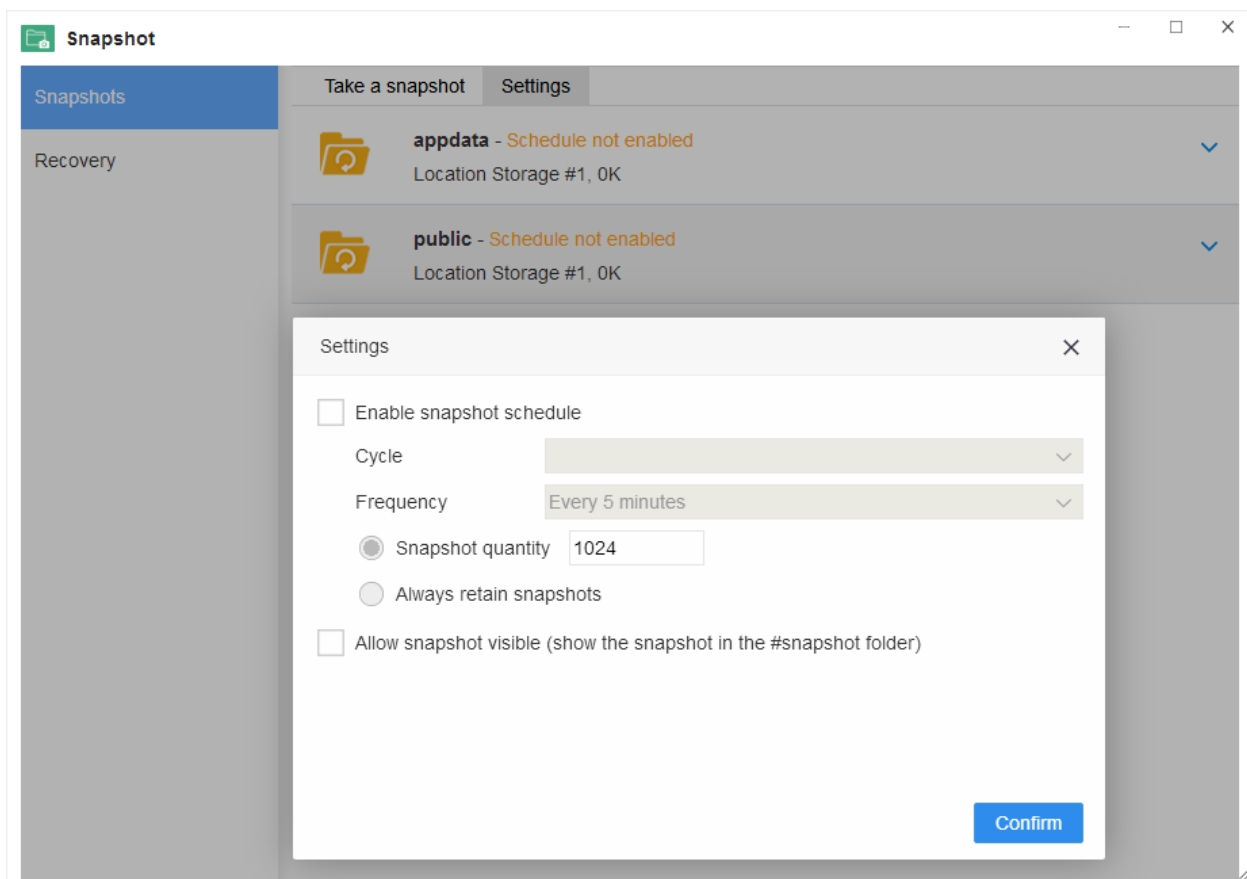 Snapshot
Snapshots
Recovery
Take a snapshot Settings
appdata - Schedule not enabled
Location Storage #1, 0K
public - Schedule not enabled
Location Storage #1, 0K
Settings
Enable snapshot schedule
Cycle
Frequency Every 5 minutes
Snapshot quantity 1024
Always retain snapshots
Allow snapshot visible (show the snapshot in the #snapshot folder)
Confirm